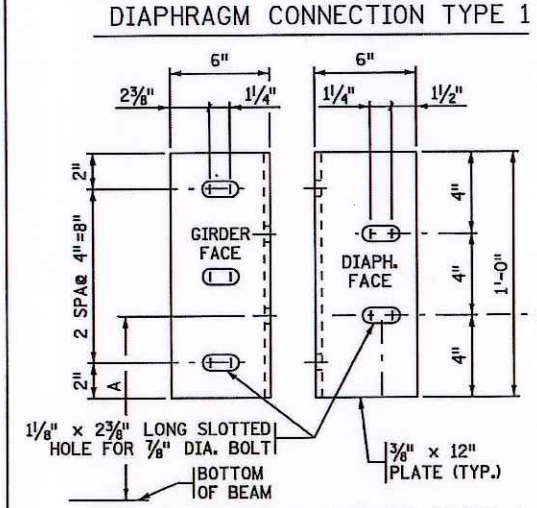 DIAPHRAGM CONNECTION TYPE 1
6"
6"
2⅜"
1¼"
1¼"
1½"
2"
2 SPA@ 4"=8"
2"
A
GIRDER
FACE
DIAPH.
FACE
4"
4"
4"
1'-0"
1⅛" x 2⅜" LONG SLOTTED
HOLE FOR ⅞" DIA. BOLT
⅜" x 12"
PLATE (TYP.)
BOTTOM
OF BEAM